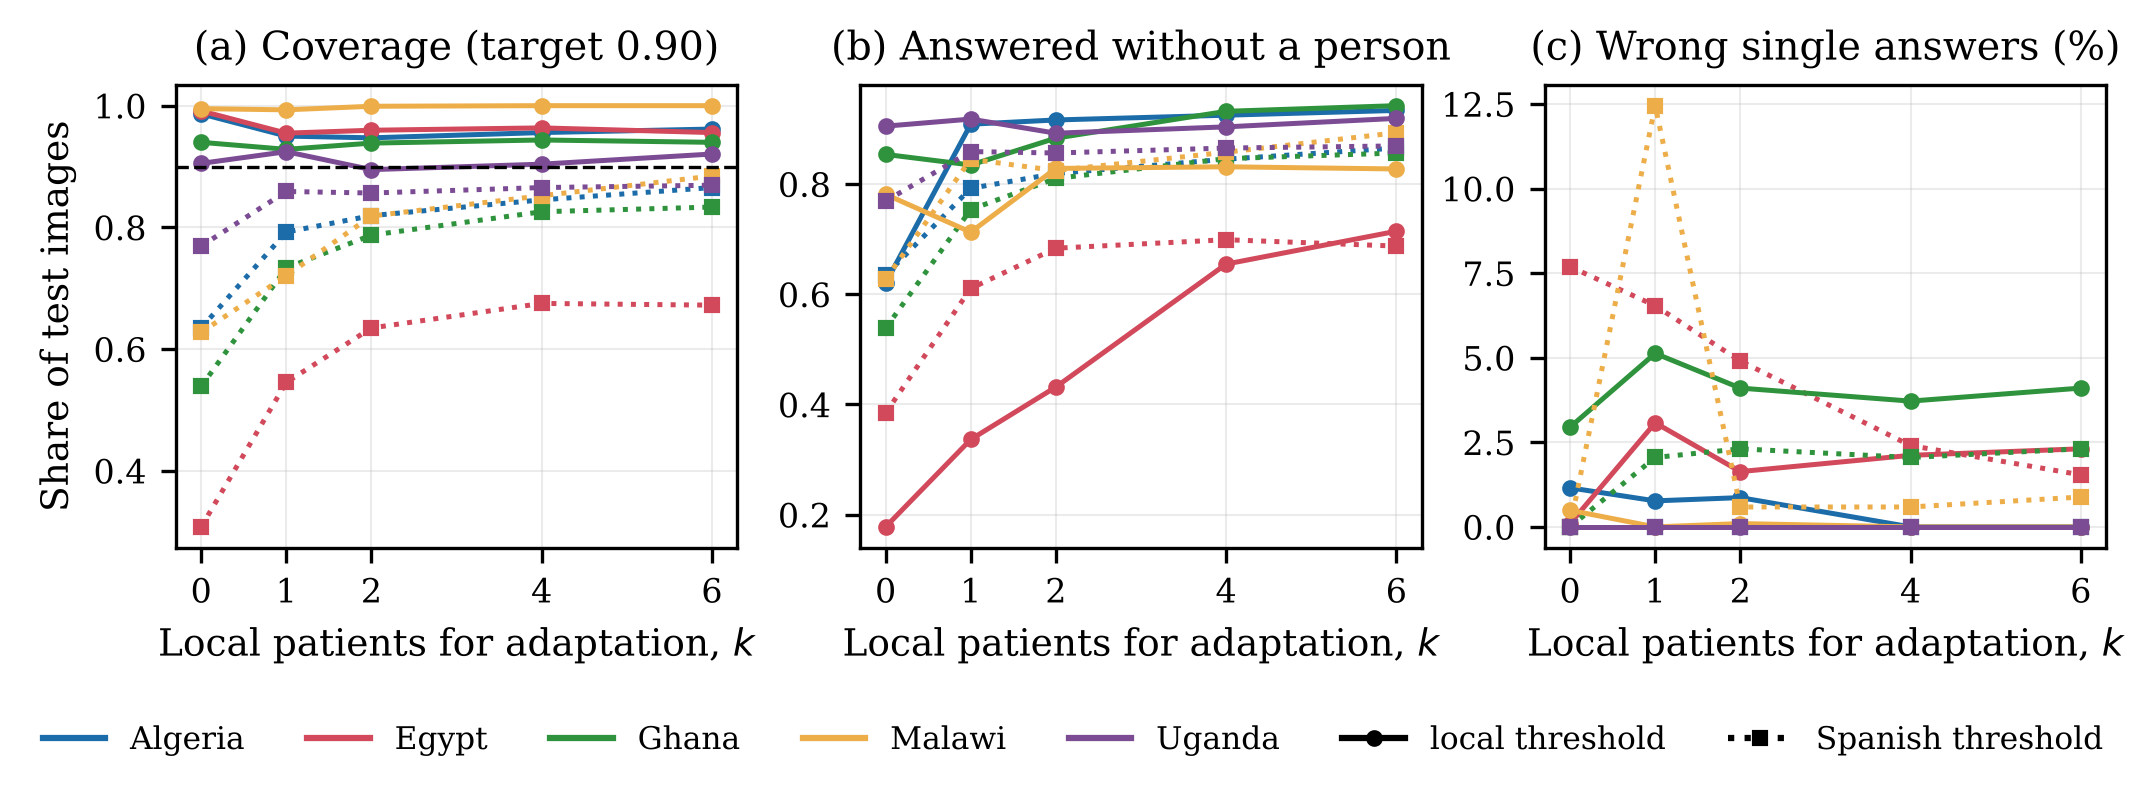 (a) Coverage (target 0.90)
(b) Answered without a person
(c) Wrong single answers (%)
Share of test images
1.0
0.8
0.6
0.4
0 1 2 4 6
Local patients for adaptation, k
0.8
0.6
0.4
0.2
0 1 2 4 6
Local patients for adaptation, k
12.5
10.0
7.5
5.0
2.5
0.0
0 1 2 4 6
Local patients for adaptation, k
Algeria Egypt Ghana Malawi Uganda local threshold Spanish threshold